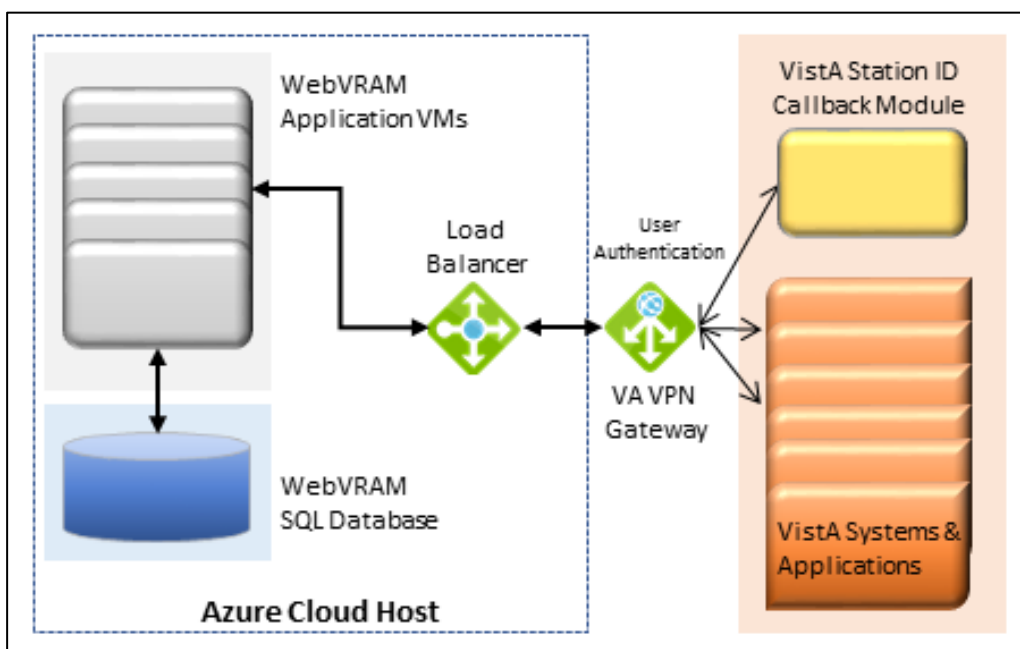 WebVRAM
Application VMs
VistA Station ID
Callback Module
Load
Balancer
User
Authentication
VA VPN
Gateway
WebVRAM
SQL Database
VistA Systems &
Applications
Azure Cloud Host